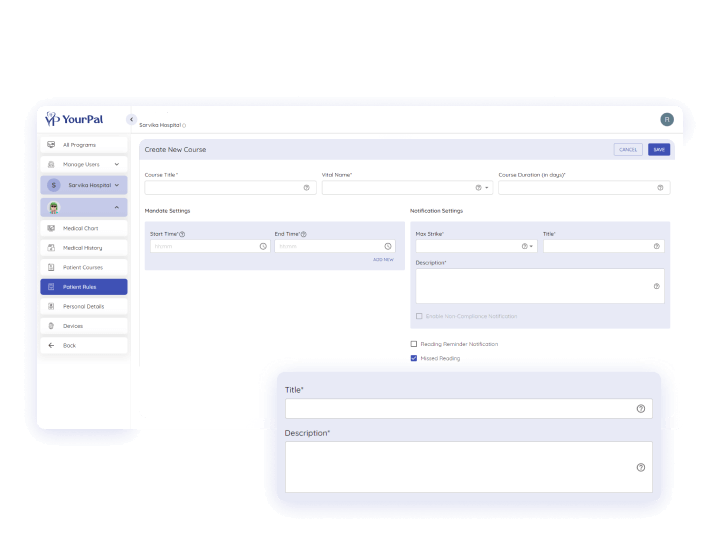 YourPal
Sarvika Hospital
R
All Programs
Manage Users
S Sarvika Hospital
Medical Chart
Medical History
Patient Courses
Patient Rules
Personal Details
Devices
Back
Create New Course
CANCEL
SAVE
Course Title*
Vital Name*
Course Duration (in days)*
Mandate Settings
Start Time*
End Time*
hh:mm
hh:mm
ADD NEW
Notification Settings
Max Strike*
Title*
Description*
Enable Non Compliance Notification
Reading Reminder Notification
Missed Reading
Title*
Description*